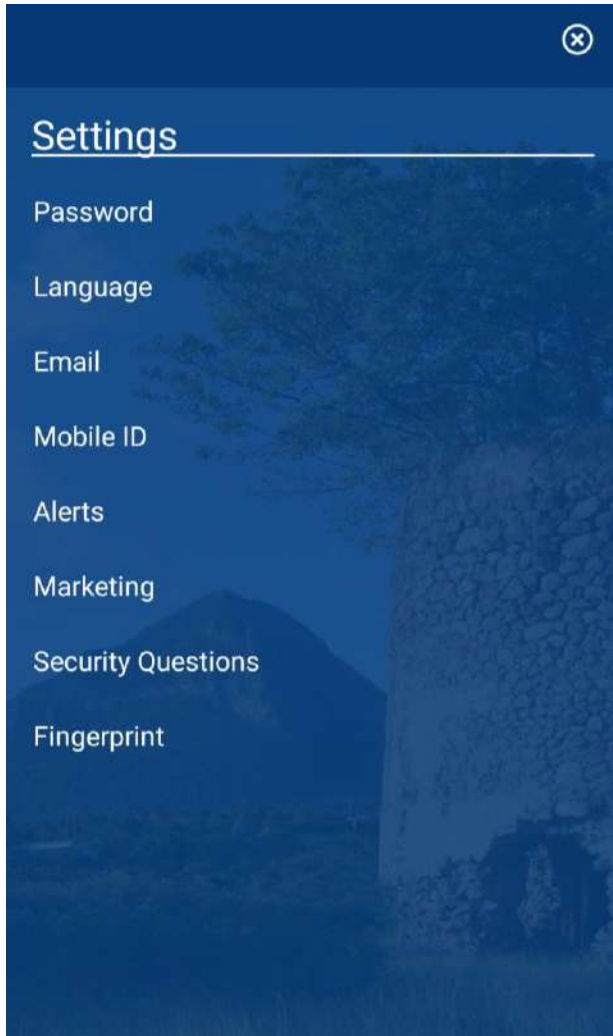 Settings
Password
Language
Email
Mobile ID
Alerts
Marketing
Security Questions
Fingerprint